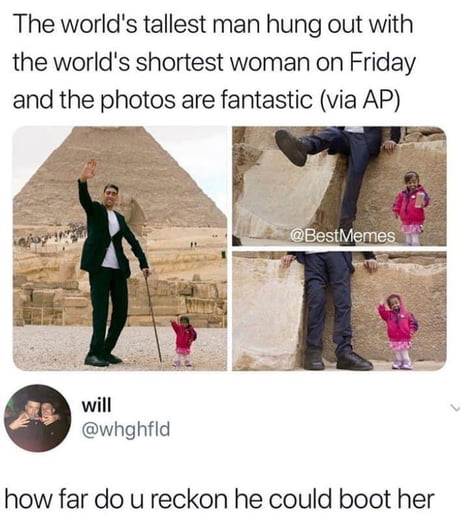 The world's tallest man hung out with
the world's shortest woman on Friday
and the photos are fantastic (via AP)
@BestMemes
will
@whghfld
how far do u reckon he could boot her